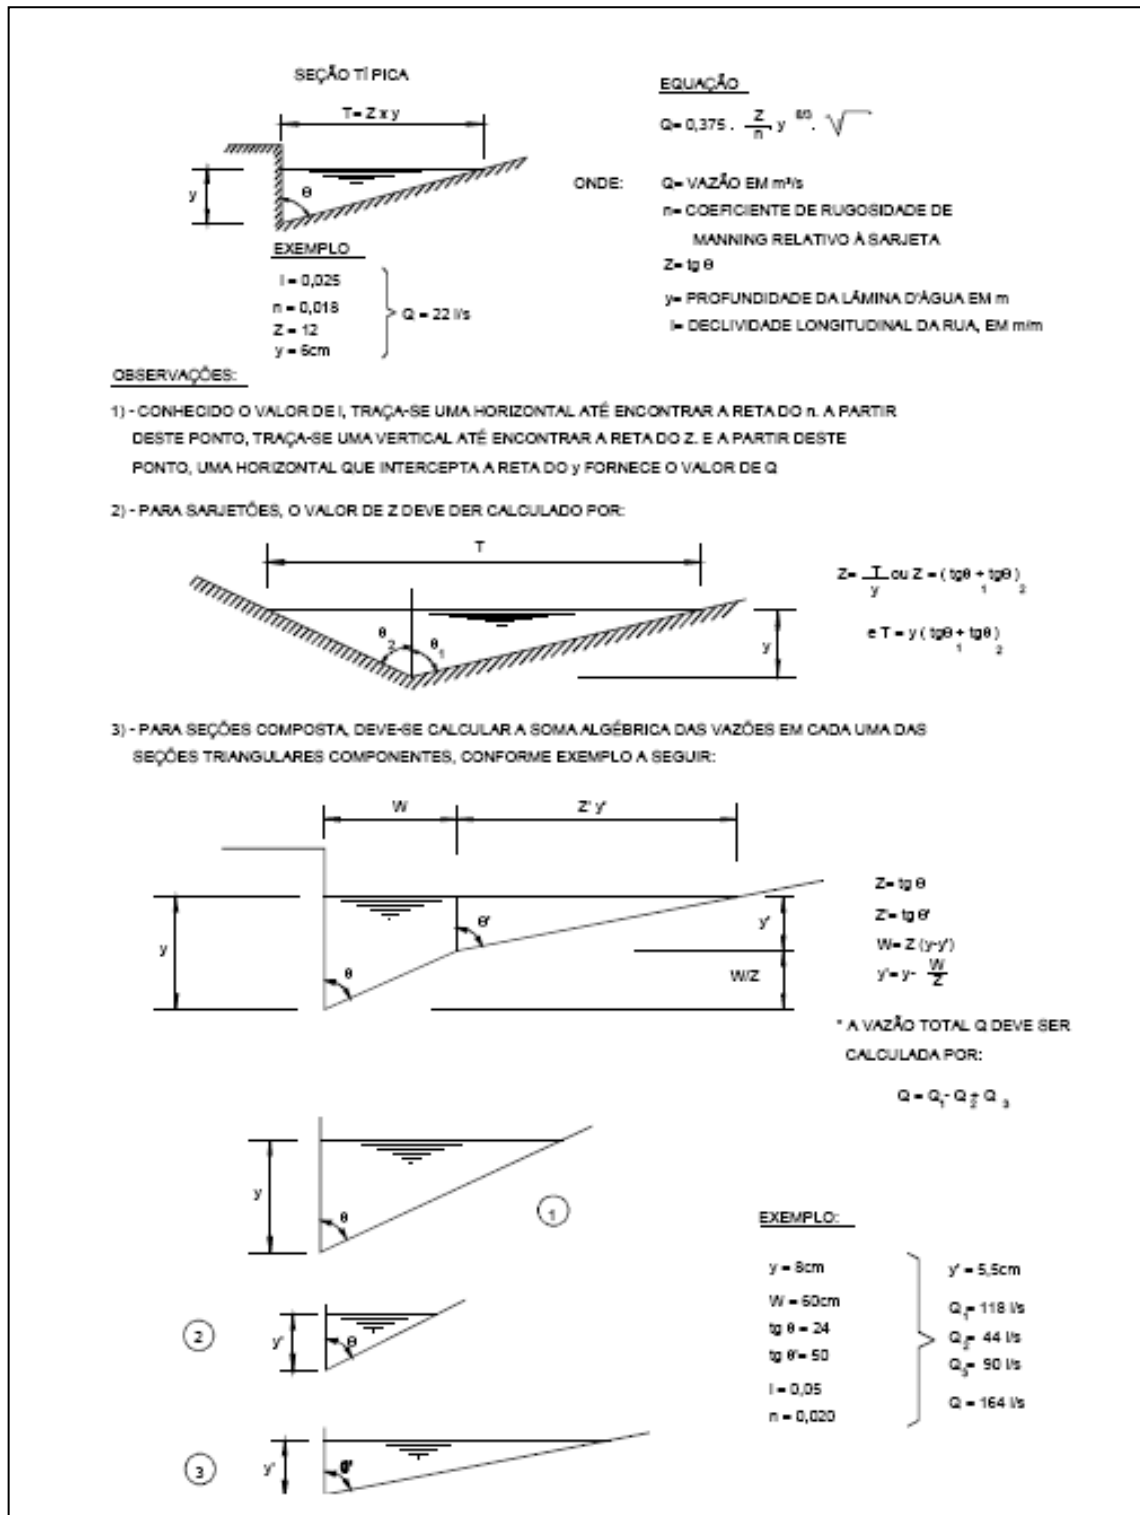 SEÇÃO TÍPICA
T= Z x y
y
θ
EQUAÇÃO
Q= 0,375 . Z/n . y 8/3 . √
ONDE:
Q= VAZÃO EM m³/s
n= COEFICIENTE DE RUGOSIDADE DE
MANNING RELATIVO À SARJETA
Z= tg θ
y= PROFUNDIDADE DA LÂMINA D'ÁGUA EM m
I= DECLIVIDADE LONGITUDINAL DA RUA, EM m/m
EXEMPLO
I = 0,025
n = 0,018
Z = 12
y = 6cm
Q = 22 l/s
OBSERVAÇÕES:
1) - CONHECIDO O VALOR DE I, TRAÇA-SE UMA HORIZONTAL ATÉ ENCONTRAR A RETA DO n. A PARTIR
DESTE PONTO, TRAÇA-SE UMA VERTICAL ATÉ ENCONTRAR A RETA DO Z. E A PARTIR DESTE
PONTO, UMA HORIZONTAL QUE INTERCEPTA A RETA DO y FORNECE O VALOR DE Q
2) - PARA SARJETÕES, O VALOR DE Z DEVE DER CALCULADO POR:
T
θ2
θ1
y
Z= T/y ou Z = ( tgθ1 + tgθ2 )
e T = y ( tgθ1 + tgθ2 )
3) - PARA SEÇÕES COMPOSTA, DEVE-SE CALCULAR A SOMA ALGÉBRICA DAS VAZÕES EM CADA UMA DAS
SEÇÕES TRIANGULARES COMPONENTES, CONFORME EXEMPLO A SEGUIR:
W
Z' y'
y
θ
θ'
y'
W/Z
Z= tg θ
Z'= tg θ'
W= Z (y-y')
y'= y- W/Z
* A VAZÃO TOTAL Q DEVE SER
CALCULADA POR:
Q = Q1 - Q2 + Q3
y
θ
1
2
y'
θ
3
y'
θ'
EXEMPLO:
y = 8cm
W = 60cm
tg θ = 24
tg θ'= 50
I = 0,05
n = 0,020
y' = 5,5cm
Q1= 118 l/s
Q2= 44 l/s
Q3= 90 l/s
Q = 164 l/s